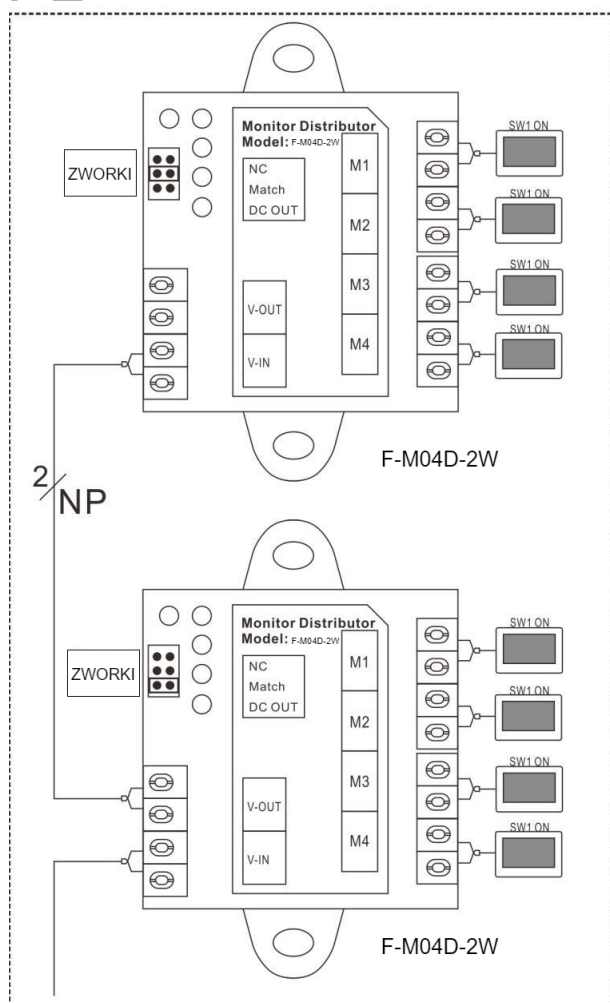 SW1 ON
Monitor Distributor
Model: F-M04D-2W
ZWORKI
NC
Match
DC OUT
M1
SW1 ON
M2
SW1 ON
V-OUT
M3
SW1 ON
V-IN
M4
F-M04D-2W
2
NP
SW1 ON
Monitor Distributor
Model: F-M04D-2W
ZWORKI
NC
Match
DC OUT
M1
SW1 ON
M2
SW1 ON
V-OUT
M3
SW1 ON
V-IN
M4
F-M04D-2W